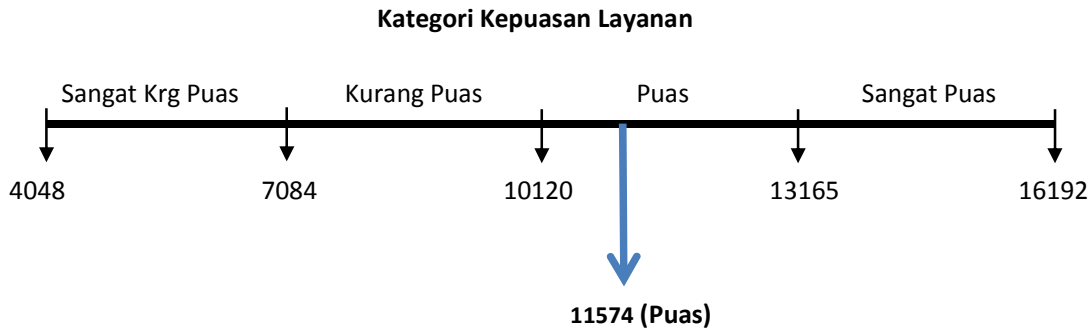 Kategori Kepuasan Layanan
Sangat Krg Puas Kurang Puas Puas Sangat Puas
4048 7084 10120 13165 16192
11574 (Puas)